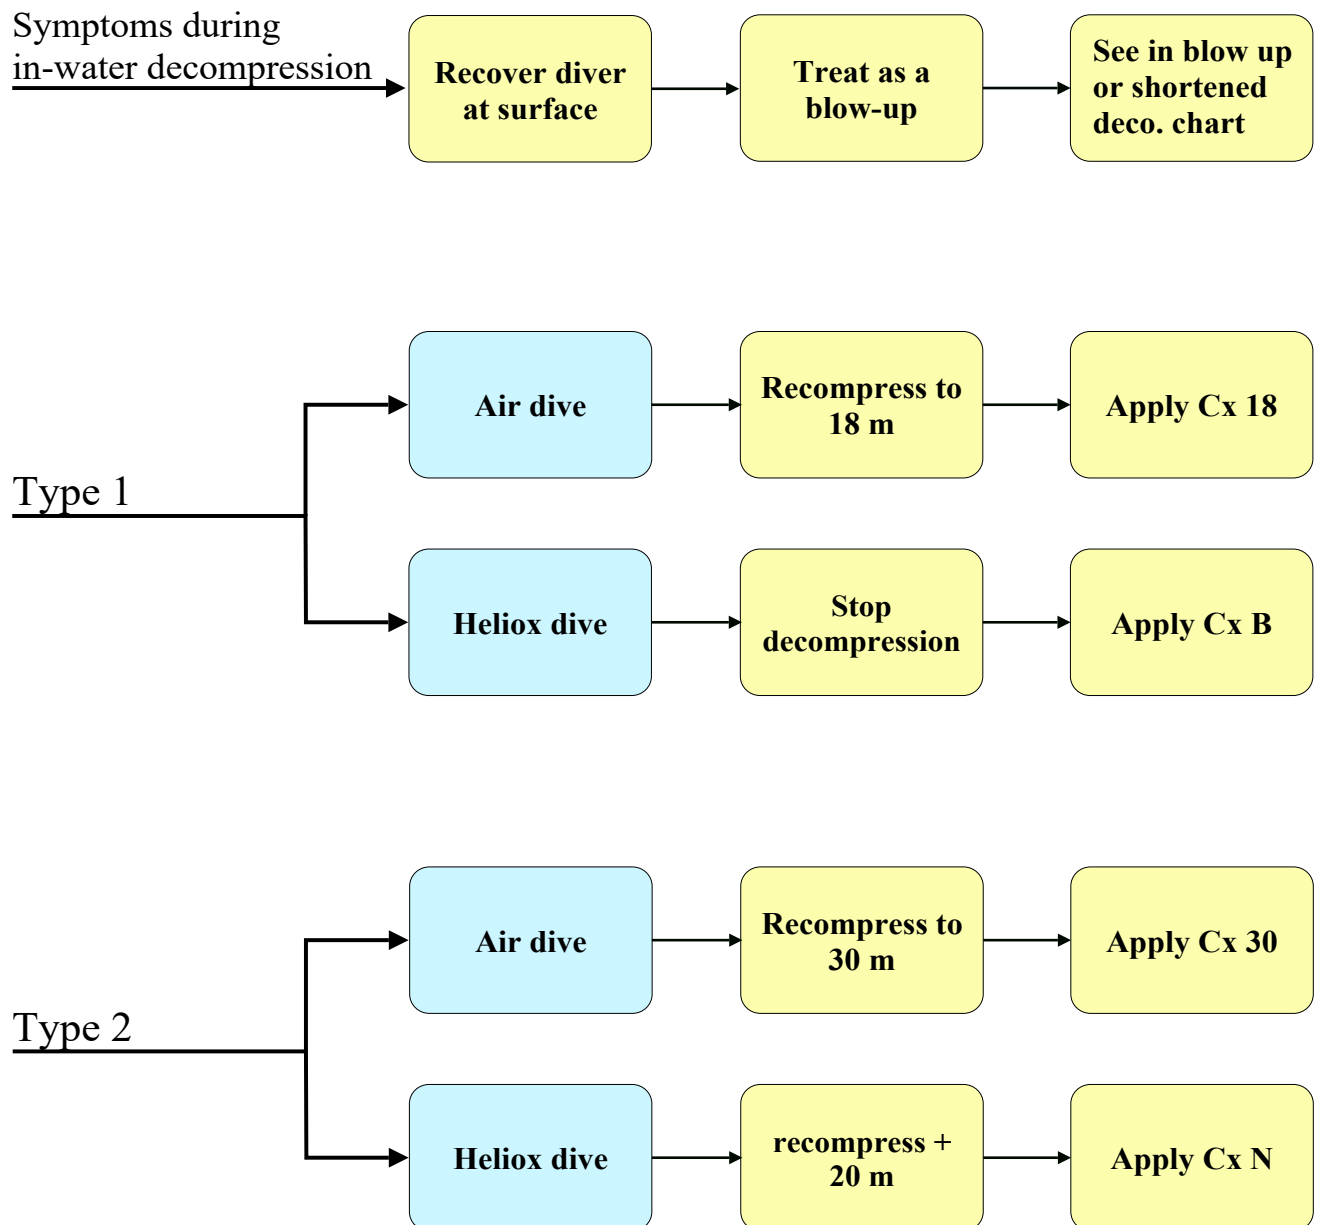 Symptoms during
in-water decompression
Recover diver
at surface
Treat as a
blow-up
See in blow up
or shortened
deco. chart
Type 1
Air dive
Recompress to
18 m
Apply Cx 18
Heliox dive
Stop
decompression
Apply Cx B
Type 2
Air dive
Recompress to
30 m
Apply Cx 30
Heliox dive
recompress +
20 m
Apply Cx N